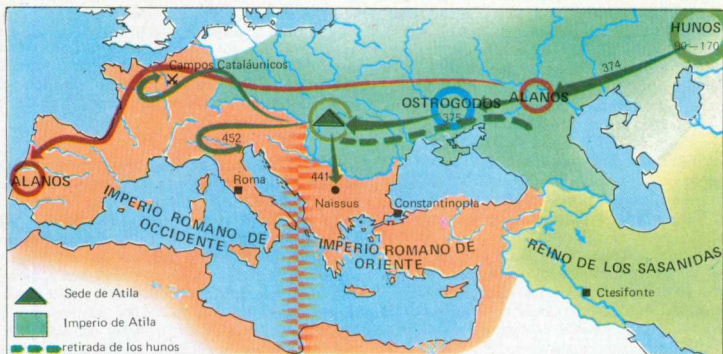 HUNOS
90—170
374
Campos Cataláunicos
OSTROGODOS
375
ALANOS
452
441
ALANOS
Roma
Naissus
Constantinopla
IMPERIO ROMANO DE
OCCIDENTE
IMPERIO ROMANO DE
ORIENTE
REINO DE LOS SASANIDAS
Ctesifonte
Sede de Atila
Imperio de Atila
retirada de los hunos